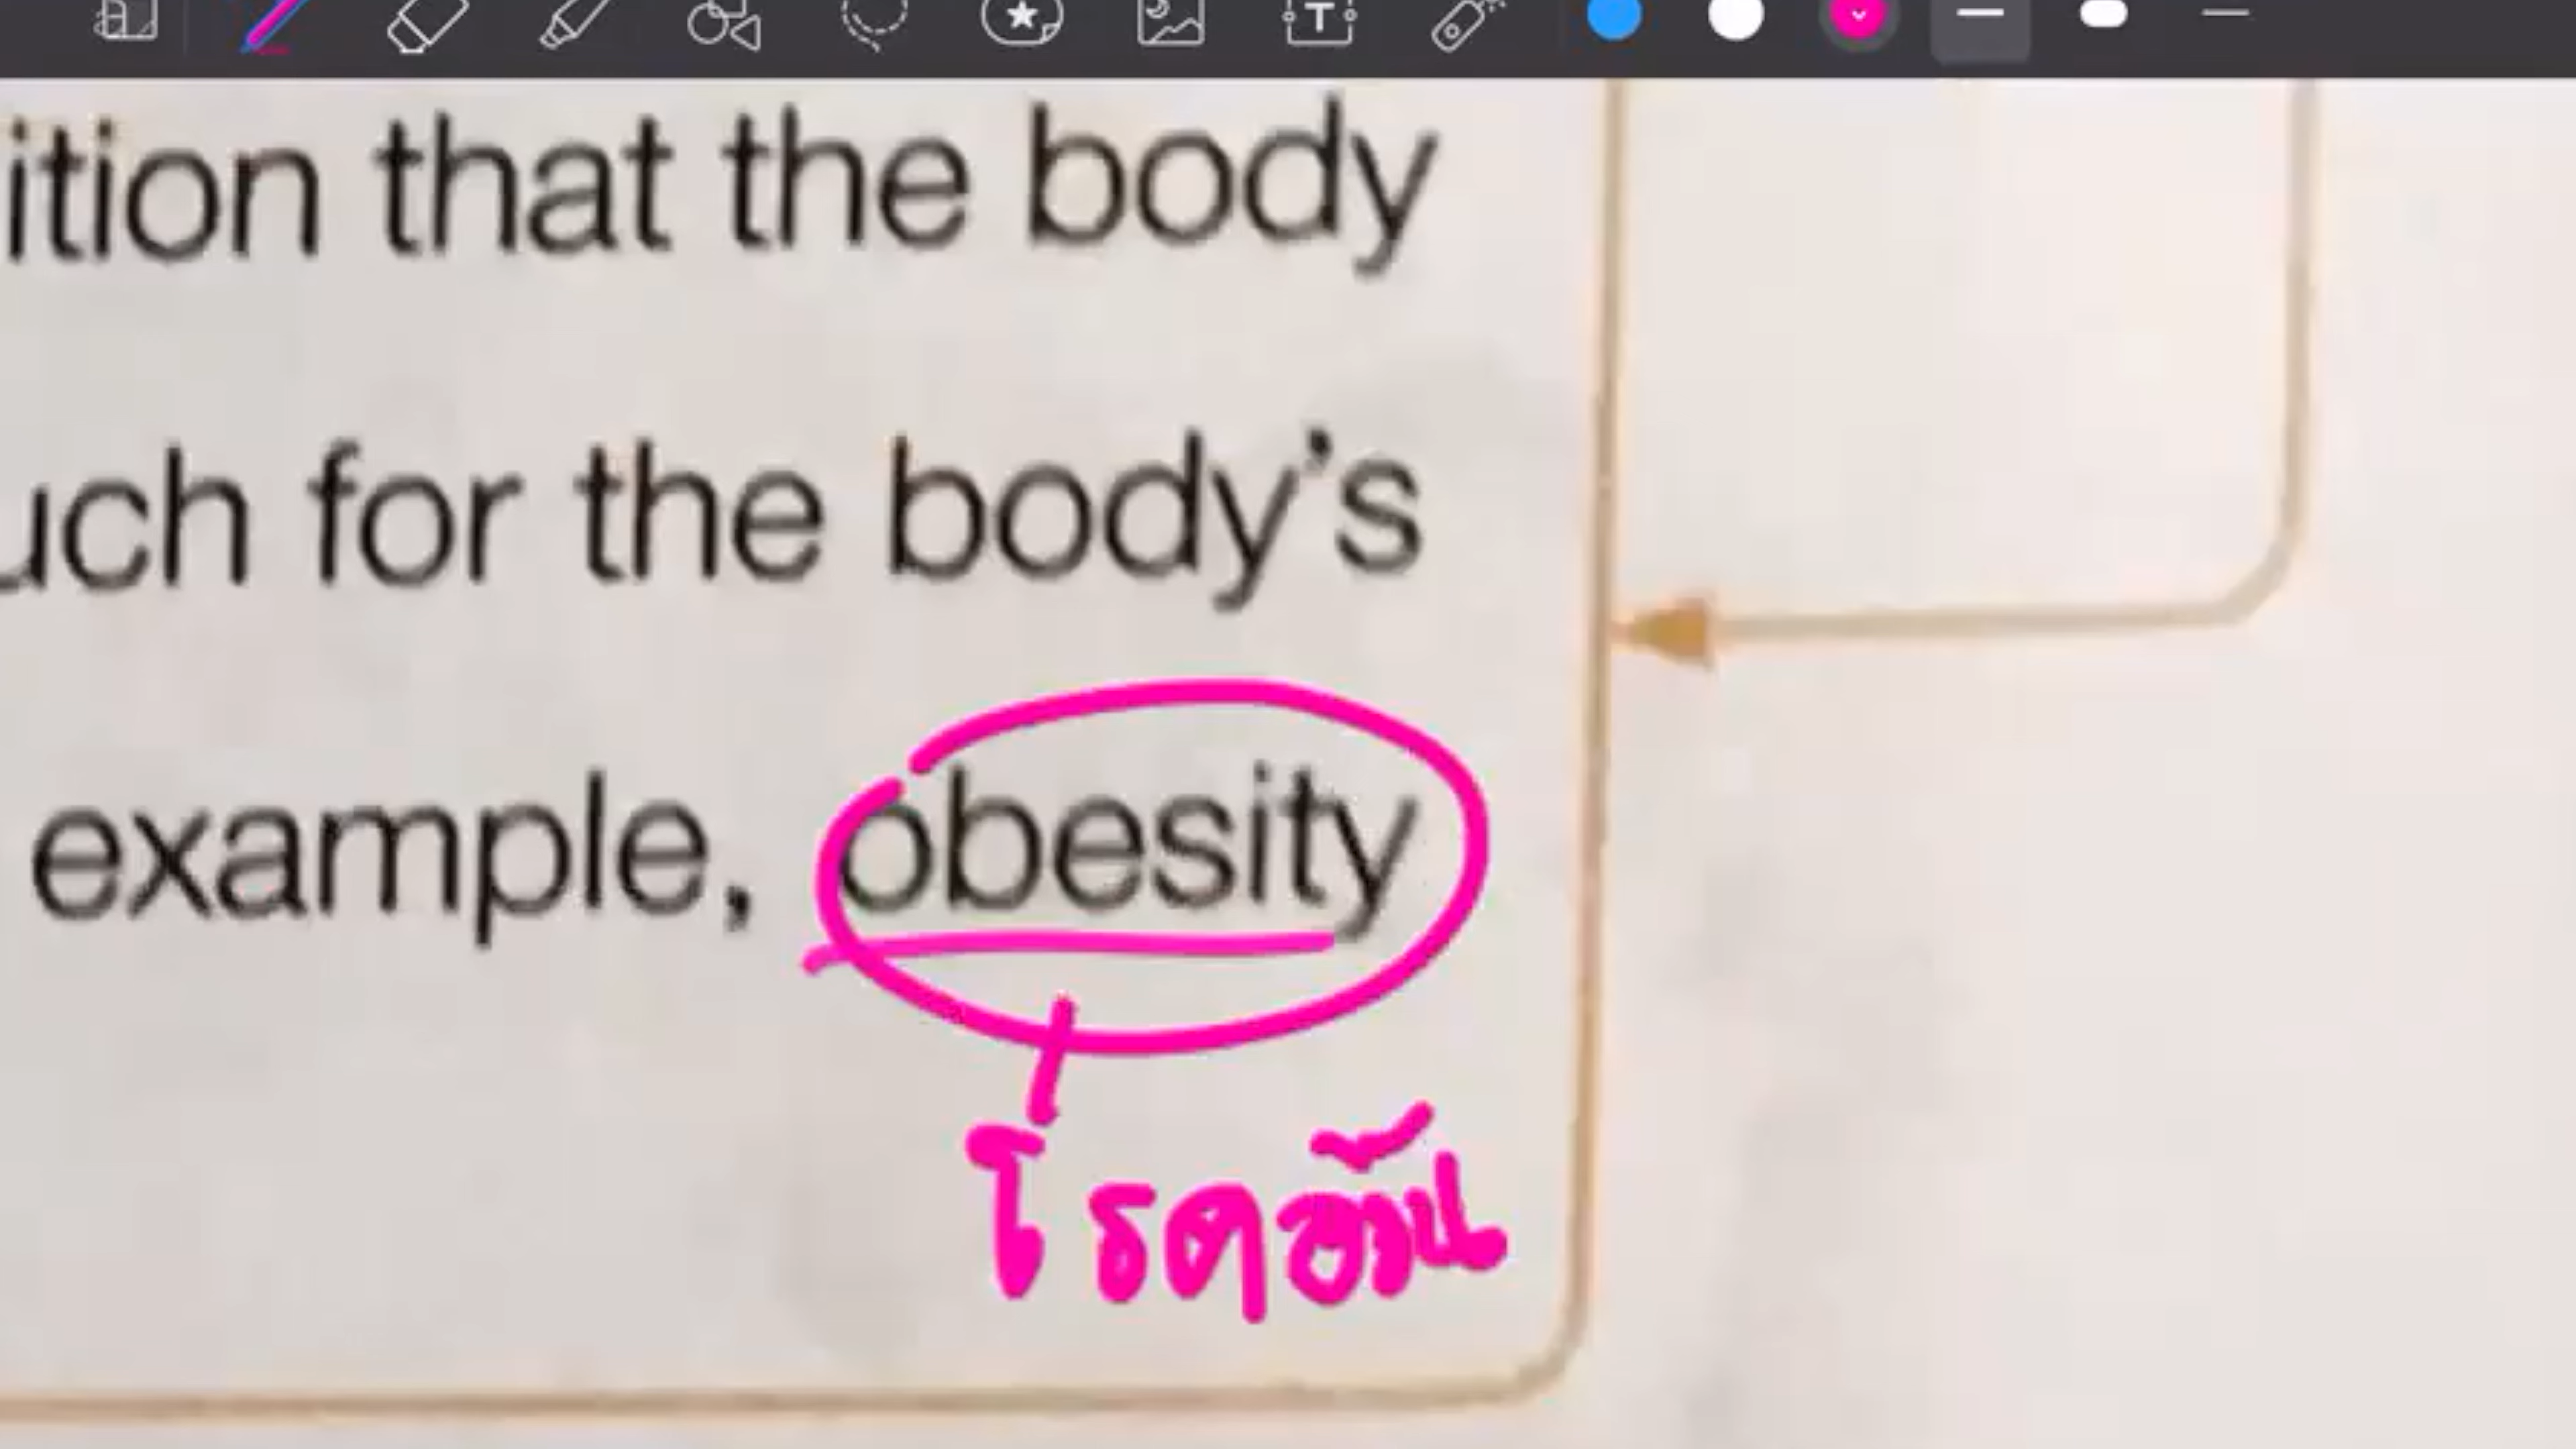 ition that the body
uch for the body's
example, obesity
โรคอ้วน